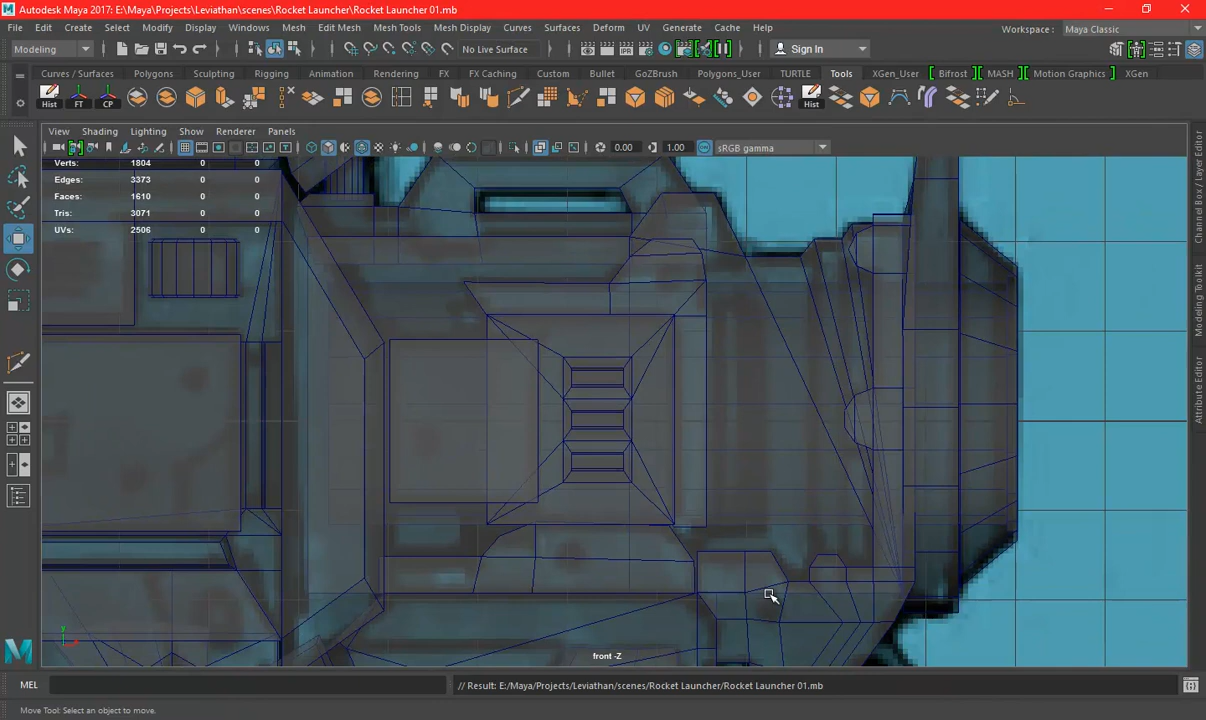 Autodesk Maya 2017: E:\Maya\Projects\Leviathan\scenes\Rocket Launcher\Rocket Launcher 01.mb
File Edit Create Select Modify Display Windows Mesh Edit Mesh Mesh Tools Mesh Display Curves Surfaces Deform UV Generate Cache Help Workspace: Maya Classic
Modeling No Live Surface Sign In
Curves / Surfaces Polygons Sculpting Rigging Animation Rendering FX FX Caching Custom Bullet GoZBrush Polygons_User TURTLE Tools XGen_User Bifrost MASH Motion Graphics XGen
Hist FT CP Hist
View Shading Lighting Show Renderer Panels
0.00 1.00 sRGB gamma
Verts: 1804 0 0
Edges: 3373 0 0
Faces: 1610 0 0
Tris: 3071 0 0
UVs: 2506 0 0
Channel Box / Layer Editor
Modeling Toolkit
Attribute Editor
y
front -Z
MEL // Result: E:/Maya/Projects/Leviathan/scenes/Rocket Launcher/Rocket Launcher 01.mb
Move Tool: Select an object to move.